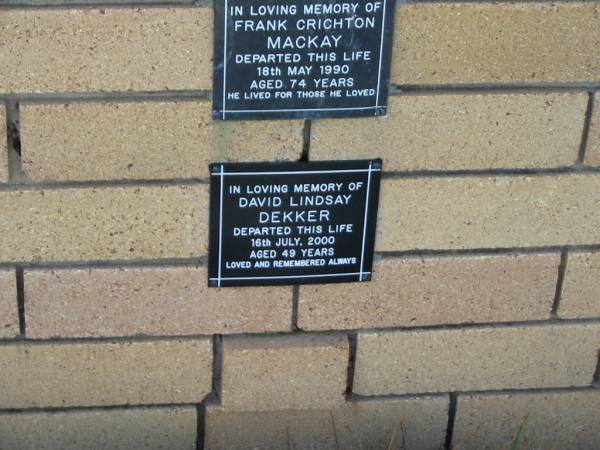 IN LOVING MEMORY OF
FRANK CRICHTON
MACKAY
DEPARTED THIS LIFE
18th MAY 1990
AGED 74 YEARS
HE LIVED FOR THOSE HE LOVED
IN LOVING MEMORY OF
DAVID LINDSAY
DEKKER
DEPARTED THIS LIFE
16th JULY, 2000
AGED 49 YEARS
LOVED AND REMEMBERED ALWAYS